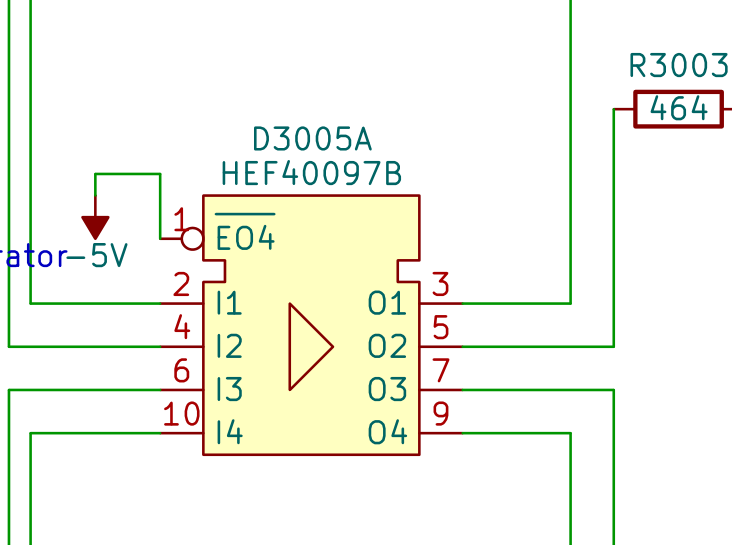 R3003
464
D3005A
HEF40097B
1
EO4
rator
-5V
2 I1 O1 3
4 I2 O2 5
6 I3 O3 7
10 I4 O4 9